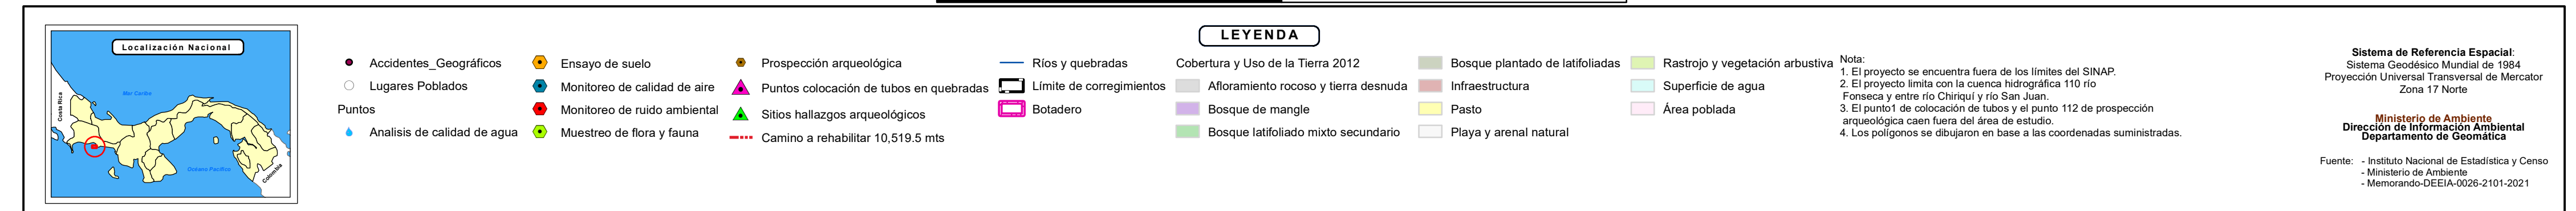 Localización Nacional
Mar Caribe
Costa Rica
Océano Pacífico
Colombia
LEYENDA
Accidentes_Geográficos
Lugares Poblados
Puntos
Analisis de calidad de agua
Ensayo de suelo
Monitoreo de calidad de aire
Monitoreo de ruido ambiental
Muestreo de flora y fauna
Prospección arqueológica
Puntos colocación de tubos en quebradas
Sitios hallazgos arqueológicos
Camino a rehabilitar 10,519.5 mts
Ríos y quebradas
Límite de corregimientos
Botadero
Cobertura y Uso de la Tierra 2012
Afloramiento rocoso y tierra desnuda
Bosque de mangle
Bosque latifoliado mixto secundario
Bosque plantado de latifoliadas
Infraestructura
Pasto
Playa y arenal natural
Rastrojo y vegetación arbustiva
Superficie de agua
Área poblada
Nota:
1. El proyecto se encuentra fuera de los límites del SINAP.
2. El proyecto limita con la cuenca hidrográfica 110 río
Fonseca y entre río Chiriquí y río San Juan.
3. El punto1 de colocación de tubos y el punto 112 de prospección
arqueológica caen fuera del área de estudio.
4. Los polígonos se dibujaron en base a las coordenadas suministradas.
Sistema de Referencia Espacial:
Sistema Geodésico Mundial de 1984
Proyección Universal Transversal de Mercator
Zona 17 Norte
Ministerio de Ambiente
Dirección de Información Ambiental
Departamento de Geomática
Fuente: - Instituto Nacional de Estadística y Censo
- Ministerio de Ambiente
- Memorando-DEEIA-0026-2101-2021